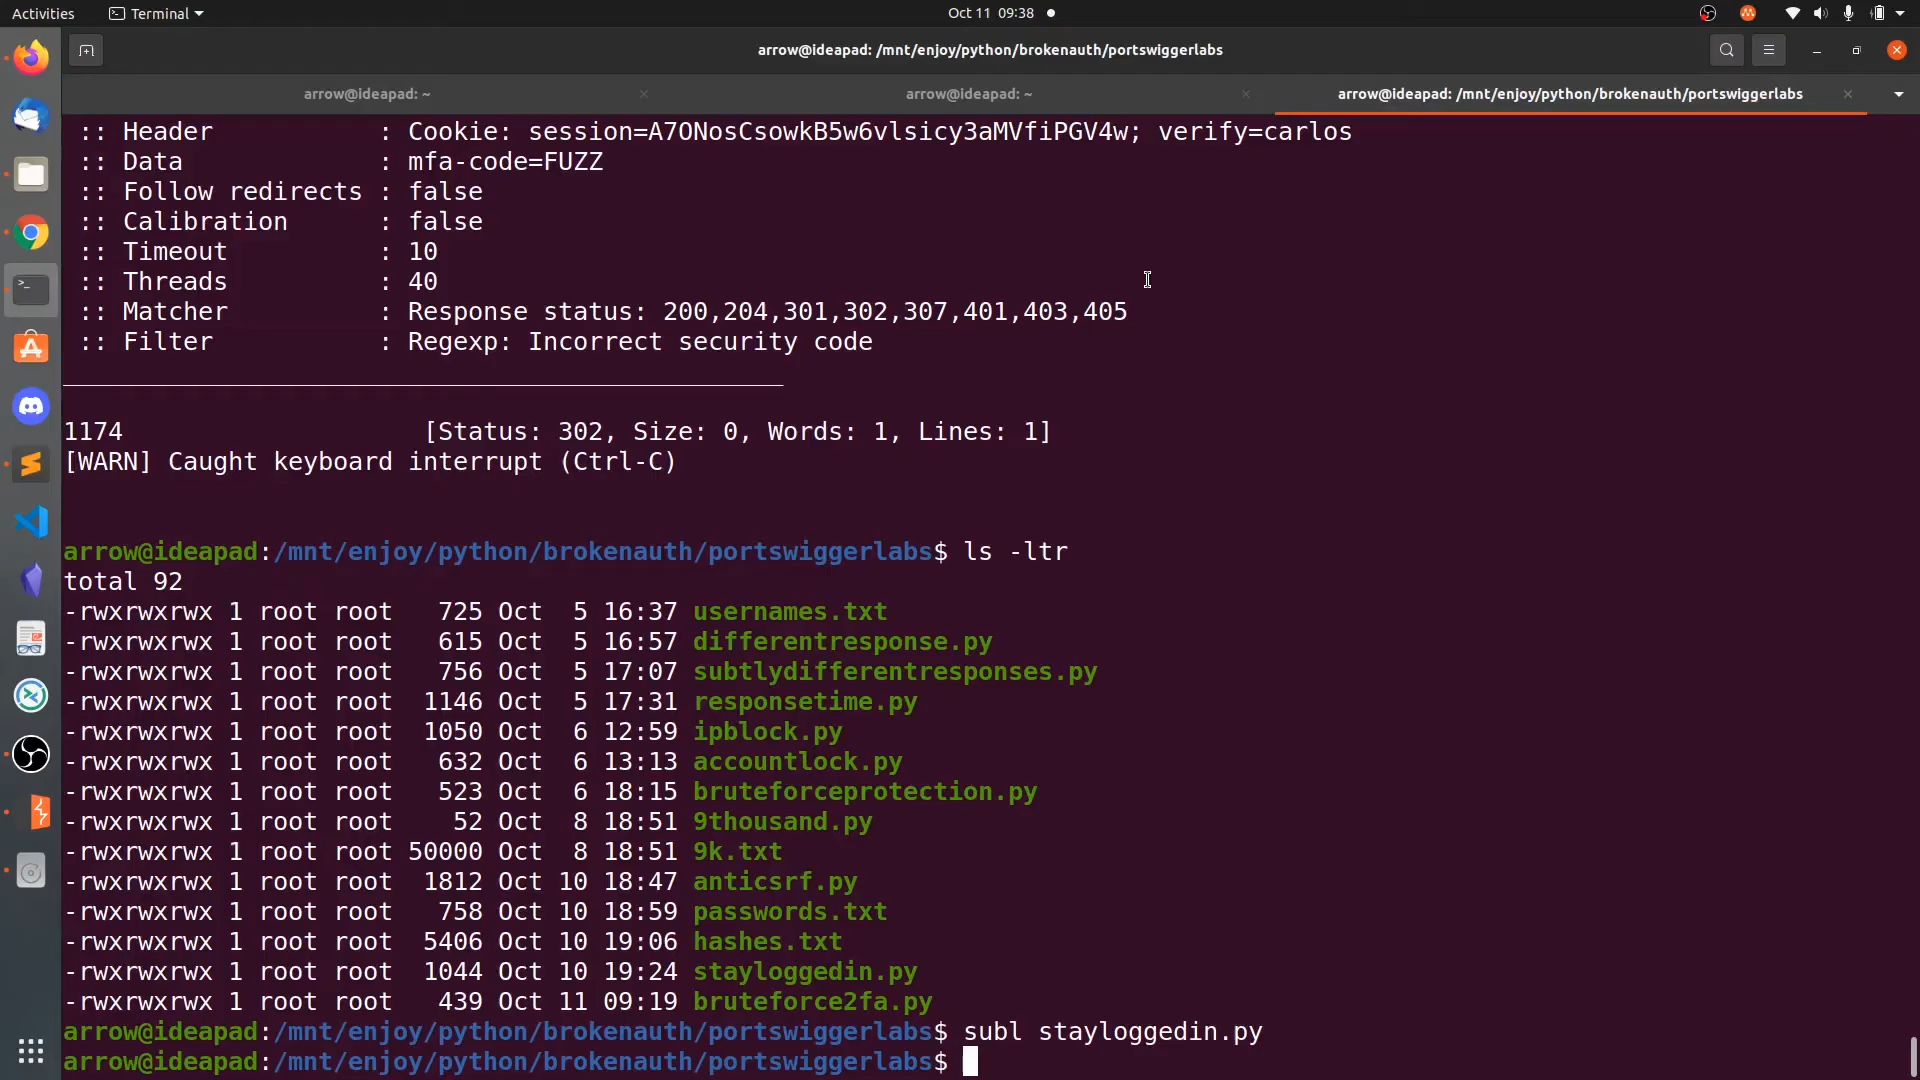 Activities
Terminal
Oct 11 09:38
arrow@ideapad: /mnt/enjoy/python/brokenauth/portswiggerlabs
arrow@ideapad: ~
arrow@ideapad: ~
arrow@ideapad: /mnt/enjoy/python/brokenauth/portswiggerlabs
:: Header : Cookie: session=A7ONosCsowkB5w6vlsicy3aMVfiPGV4w; verify=carlos
:: Data : mfa-code=FUZZ
:: Follow redirects : false
:: Calibration : false
:: Timeout : 10
:: Threads : 40
:: Matcher : Response status: 200,204,301,302,307,401,403,405
:: Filter : Regexp: Incorrect security code
________________________________________________
1174 [Status: 302, Size: 0, Words: 1, Lines: 1]
[WARN] Caught keyboard interrupt (Ctrl-C)
arrow@ideapad:/mnt/enjoy/python/brokenauth/portswiggerlabs$ ls -ltr
total 92
-rwxrwxrwx 1 root root 725 Oct 5 16:37 usernames.txt
-rwxrwxrwx 1 root root 615 Oct 5 16:57 differentresponse.py
-rwxrwxrwx 1 root root 756 Oct 5 17:07 subtlydifferentresponses.py
-rwxrwxrwx 1 root root 1146 Oct 5 17:31 responsetime.py
-rwxrwxrwx 1 root root 1050 Oct 6 12:59 ipblock.py
-rwxrwxrwx 1 root root 632 Oct 6 13:13 accountlock.py
-rwxrwxrwx 1 root root 523 Oct 6 18:15 bruteforceprotection.py
-rwxrwxrwx 1 root root 52 Oct 8 18:51 9thousand.py
-rwxrwxrwx 1 root root 50000 Oct 8 18:51 9k.txt
-rwxrwxrwx 1 root root 1812 Oct 10 18:47 anticsrf.py
-rwxrwxrwx 1 root root 758 Oct 10 18:59 passwords.txt
-rwxrwxrwx 1 root root 5406 Oct 10 19:06 hashes.txt
-rwxrwxrwx 1 root root 1044 Oct 10 19:24 stayloggedin.py
-rwxrwxrwx 1 root root 439 Oct 11 09:19 bruteforce2fa.py
arrow@ideapad:/mnt/enjoy/python/brokenauth/portswiggerlabs$ subl stayloggedin.py
arrow@ideapad:/mnt/enjoy/python/brokenauth/portswiggerlabs$